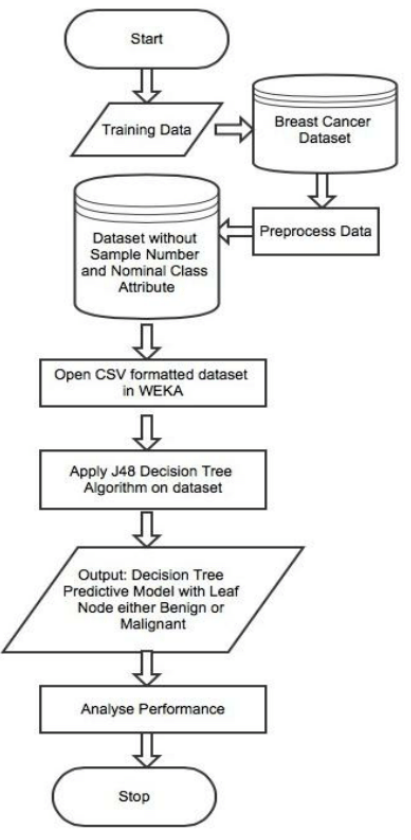 Start
Training Data
Breast Cancer
Dataset
Preprocess Data
Dataset without
Sample Number
and Nominal Class
Attribute
Open CSV formatted dataset
in WEKA
Apply J48 Decision Tree
Algorithm on dataset
Output: Decision Tree
Predictive Model with Leaf
Node either Benign or
Malignant
Analyse Performance
Stop